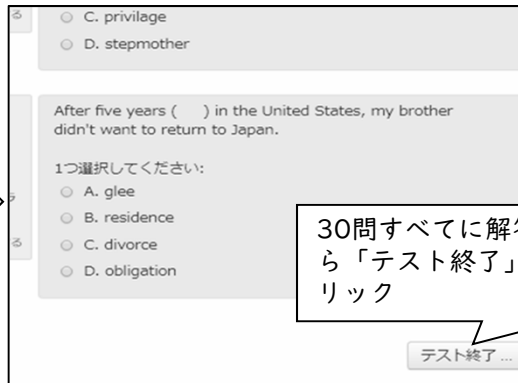 C. privilage
D. stepmother
After five years (    ) in the United States, my brother
didn't want to return to Japan.
1つ選択してください:
A. glee
B. residence
C. divorce
D. obligation
30問すべてに解答
ら「テスト終了」
リック
テスト終了 ...